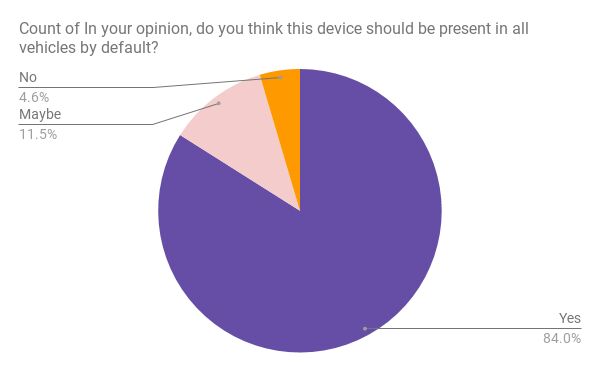 Count of In your opinion, do you think this device should be present in all
vehicles by default?
No
4.6%
Maybe
11.5%
Yes
84.0%